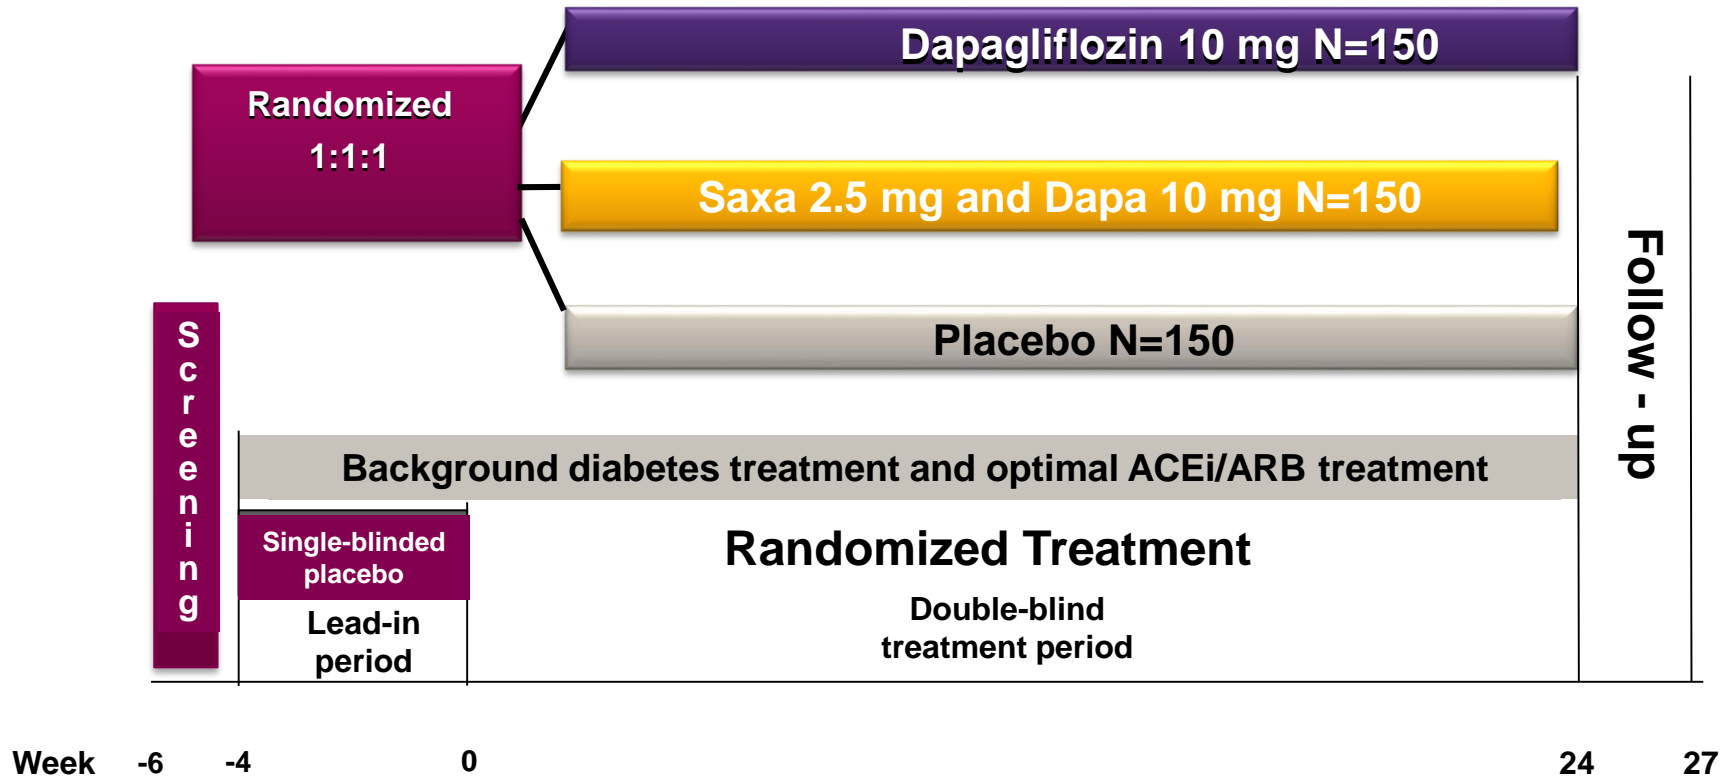 Dapagliflozin 10 mg N=150
Randomized
1:1:1
Saxa 2.5 mg and Dapa 10 mg N=150
Placebo N=150
Follow - up
Screening
Background diabetes treatment and optimal ACEi/ARB treatment
Single-blinded
placebo
Randomized Treatment
Lead-in
period
Double-blind
treatment period
Week -6 -4 0 24 27